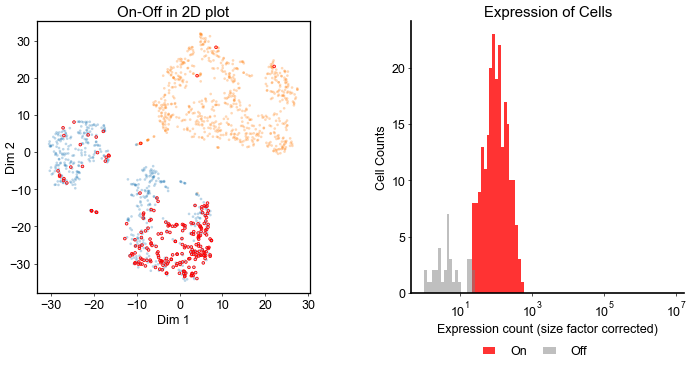 On-Off in 2D plot
30
20
10
0
−10
−20
−30
Dim 2
−30 −20 −10 0 10 20 30
Dim 1
Expression of Cells
20
15
10
5
0
Cell Counts
10^1 10^3 10^5 10^7
Expression count (size factor corrected)
On Off